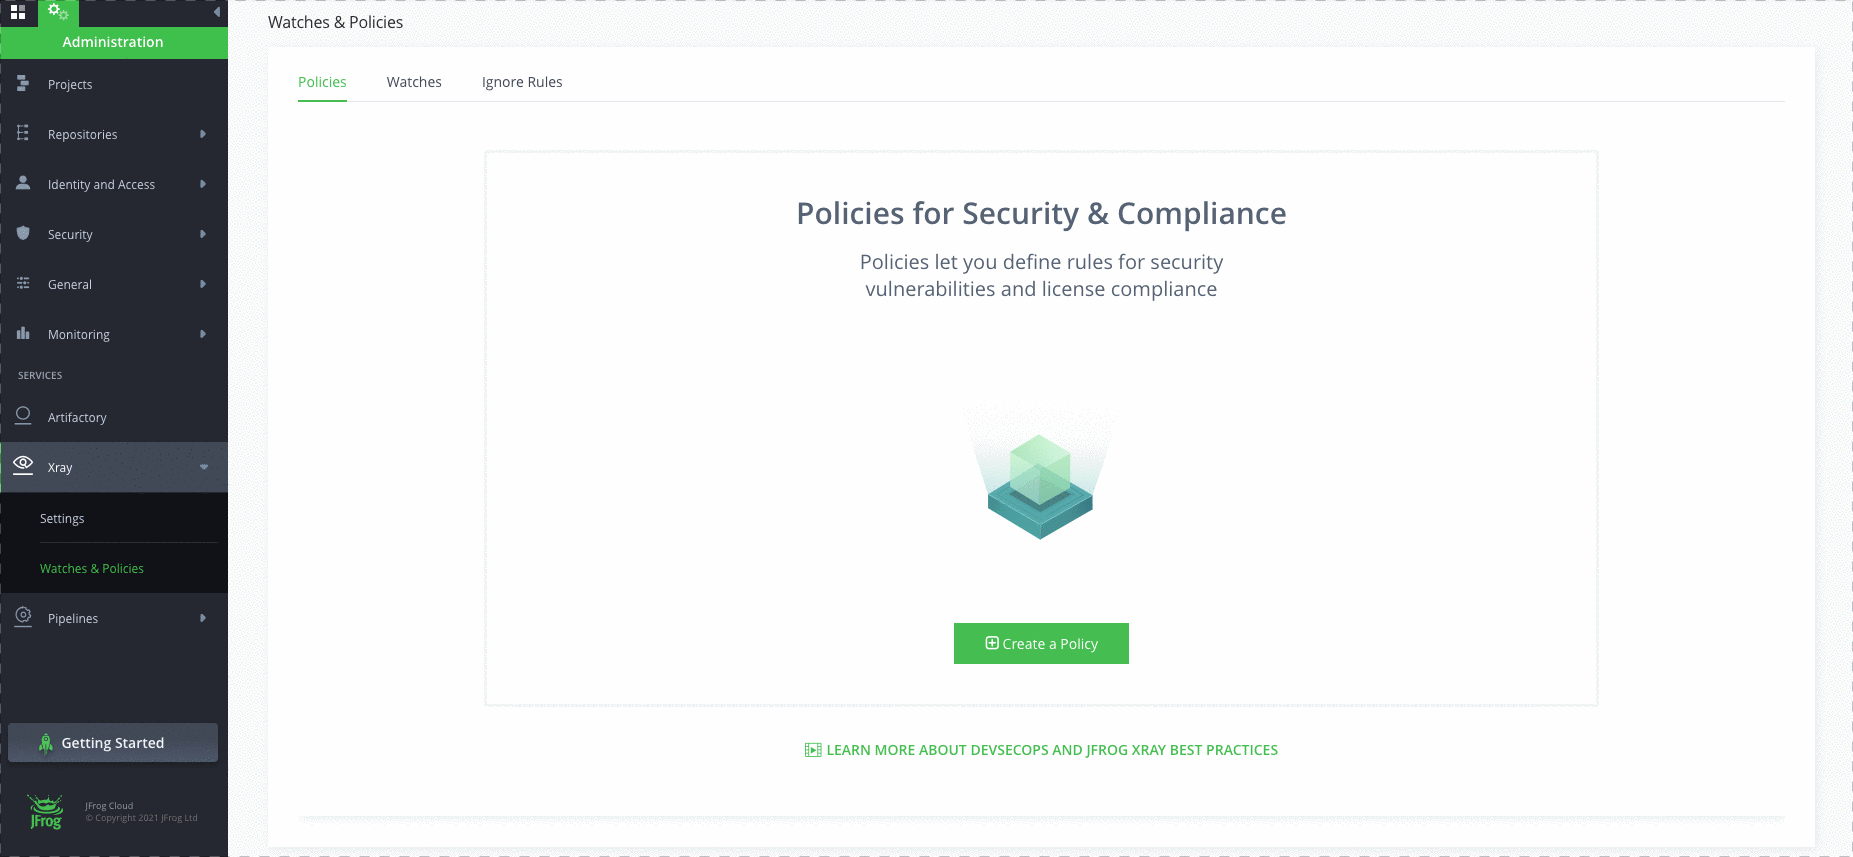 Watches & Policies
Administration
Projects
Repositories
Identity and Access
Security
General
Monitoring
SERVICES
Artifactory
Xray
Settings
Watches & Policies
Pipelines
Getting Started
JFrog
JFrog Cloud
© Copyright 2021 JFrog Ltd
Policies Watches Ignore Rules
Policies for Security & Compliance
Policies let you define rules for security
vulnerabilities and license compliance
Create a Policy
LEARN MORE ABOUT DEVSECOPS AND JFROG XRAY BEST PRACTICES